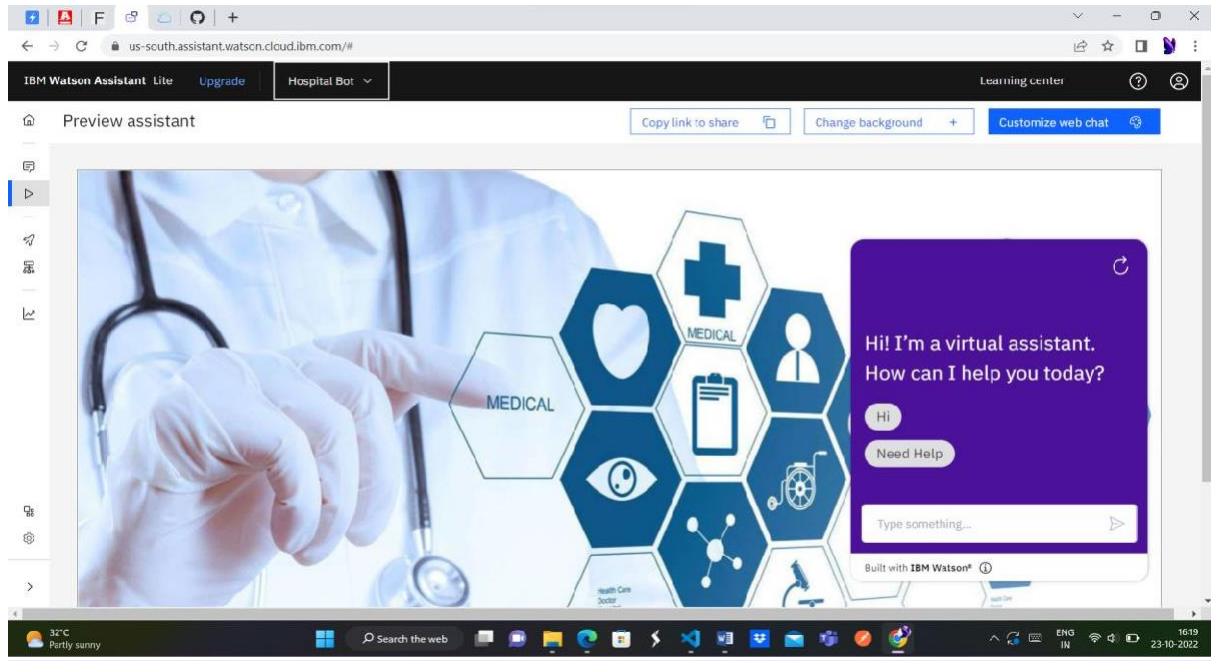 us-south.assistant.watson.cloud.ibm.com/#
IBM Watson Assistant Lite Upgrade Hospital Bot Learning center
Preview assistant Copy link to share Change background + Customize web chat
MEDICAL
MEDICAL
Hi! I'm a virtual assistant.
How can I help you today?
Hi
Need Help
Type something...
Built with IBM Watson®
Health Care
Doctor
32°C
Partly sunny
Search the web
ENG
IN
16:19
23-10-2022